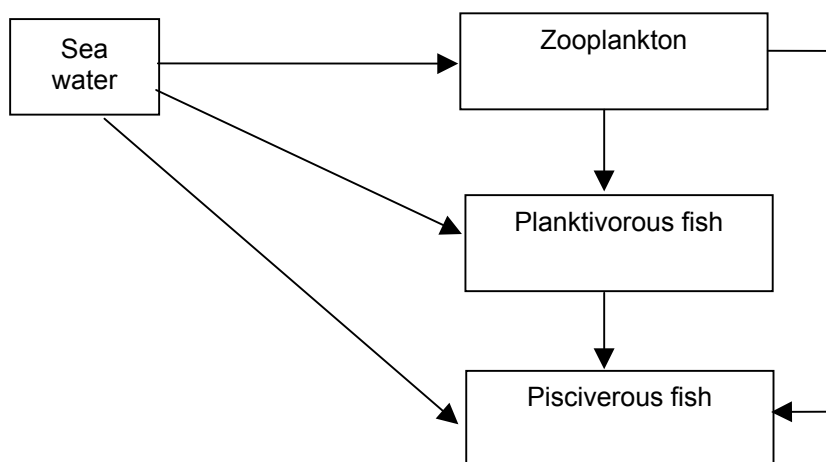 Sea
water
Zooplankton
Planktivorous fish
Pisciverous fish